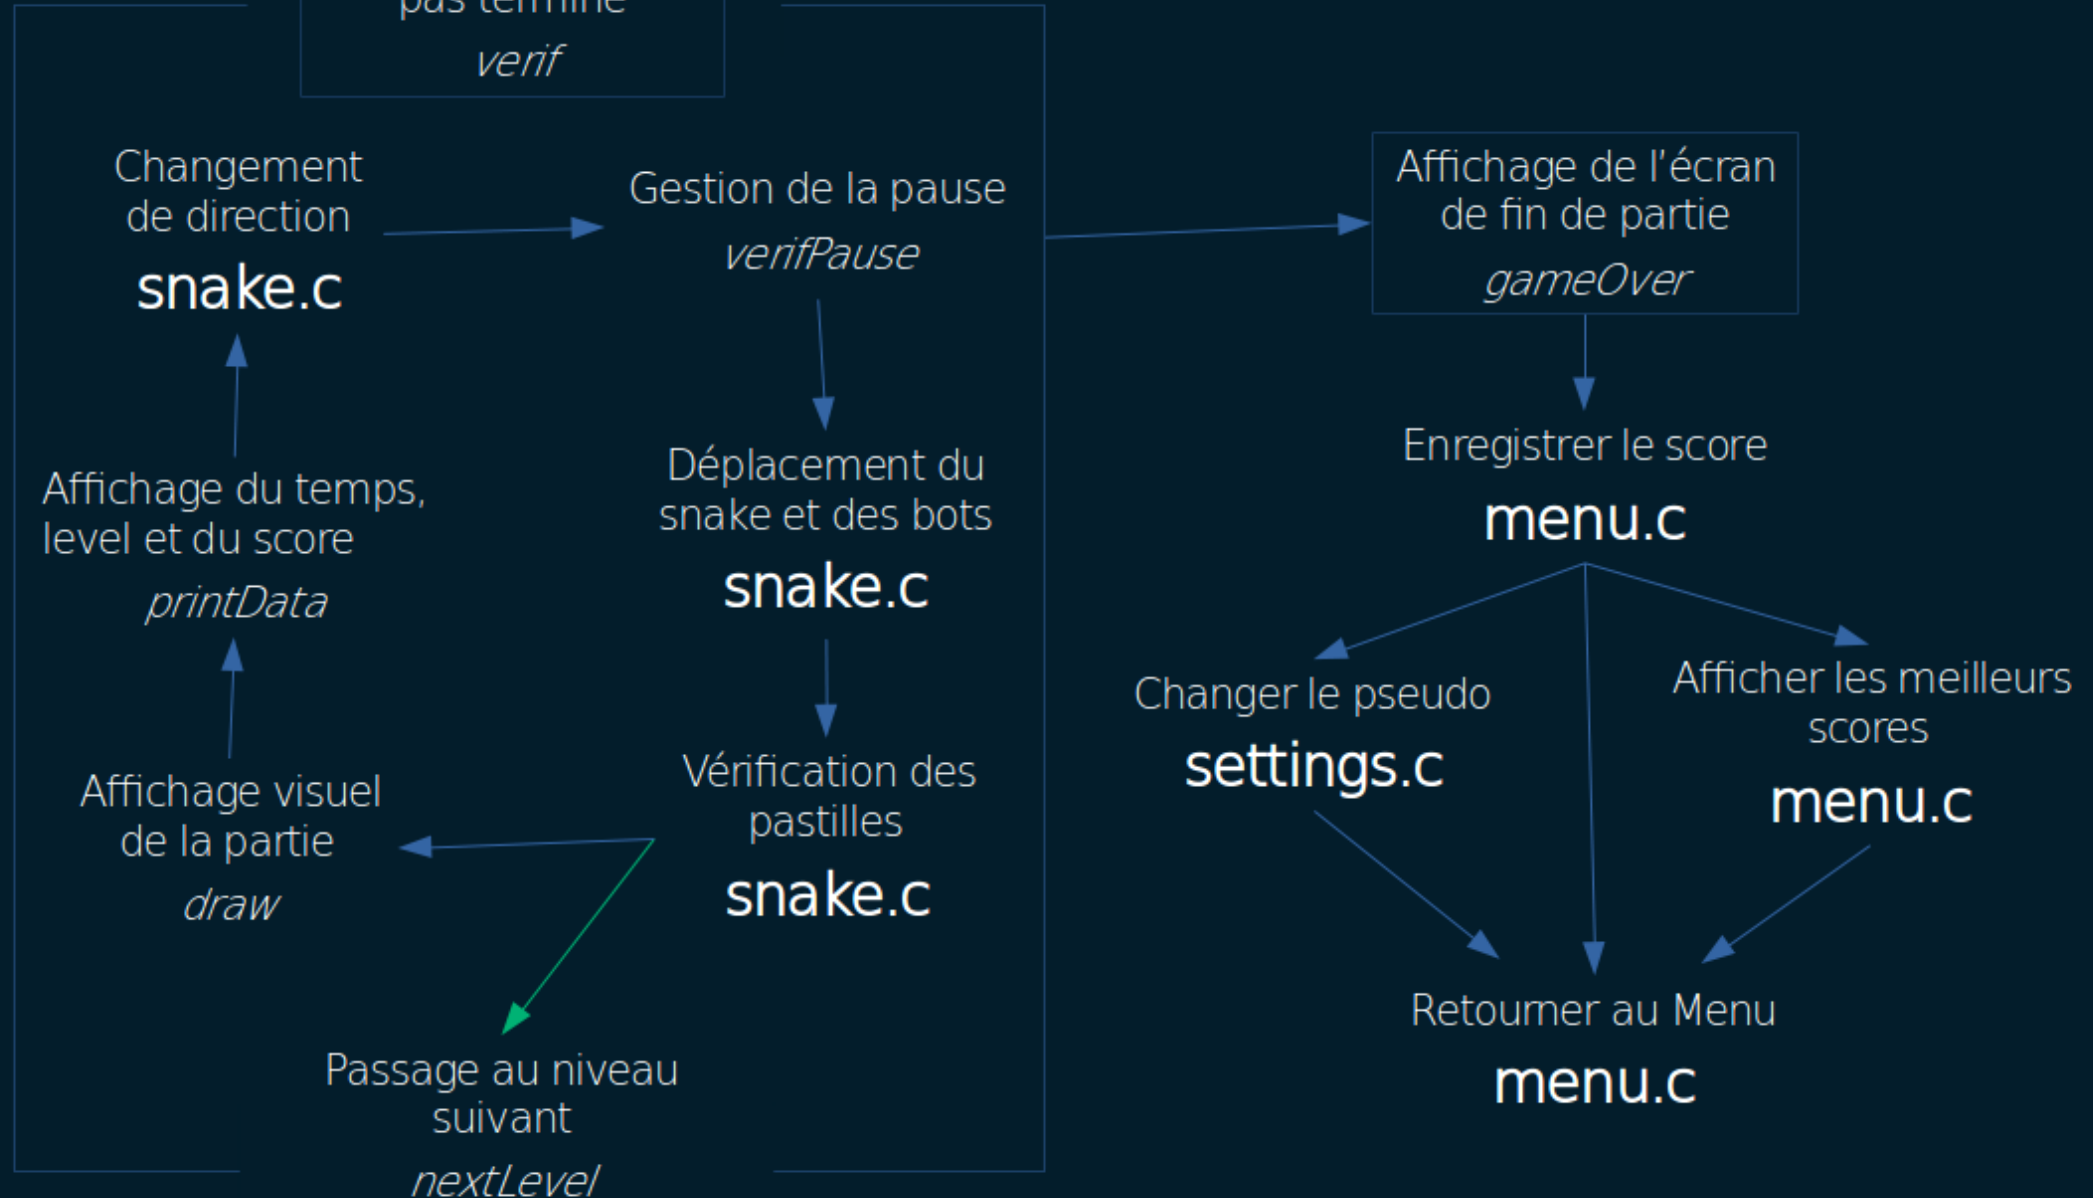 pas terminé
verif
Changement
de direction
snake.c
Gestion de la pause
verifPause
Affichage du temps,
level et du score
printData
Déplacement du
snake et des bots
snake.c
Affichage visuel
de la partie
draw
Vérification des
pastilles
snake.c
Passage au niveau
suivant
nextLevel
Affichage de l’écran
de fin de partie
gameOver
Enregistrer le score
menu.c
Changer le pseudo
settings.c
Afficher les meilleurs
scores
menu.c
Retourner au Menu
menu.c